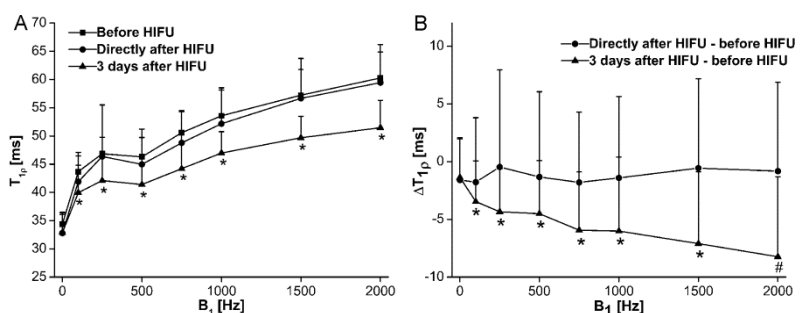 A
Before HIFU
Directly after HIFU
3 days after HIFU
70
65
60
55
50
45
40
35
30
25
T1ρ [ms]
* * * * * * *
0 500 1000 1500 2000
B1 [Hz]
B
Directly after HIFU - before HIFU
3 days after HIFU - before HIFU
10
5
0
-5
-10
ΔT1ρ [ms]
* * * * * * #
0 500 1000 1500 2000
B1 [Hz]